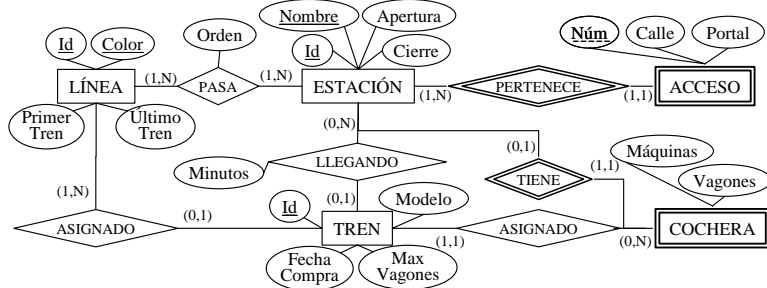 Nombre
Apertura
Orden
Id
Color
Id
Cierre
Núm
Calle
Portal
LÍNEA
(1,N)
PASA
(1,N)
ESTACIÓN
(1,N)
PERTENECE
(1,1)
ACCESO
Primer
Tren
Último
Tren
(0,N)
(0,1)
Minutos
LLEGANDO
TIENE
(1,1)
Máquinas
Vagones
(1,N)
(0,1)
Id
(0,1)
Modelo
ASIGNADO
TREN
(1,1)
ASIGNADO
(0,N)
COCHERA
Fecha
Compra
Max
Vagones